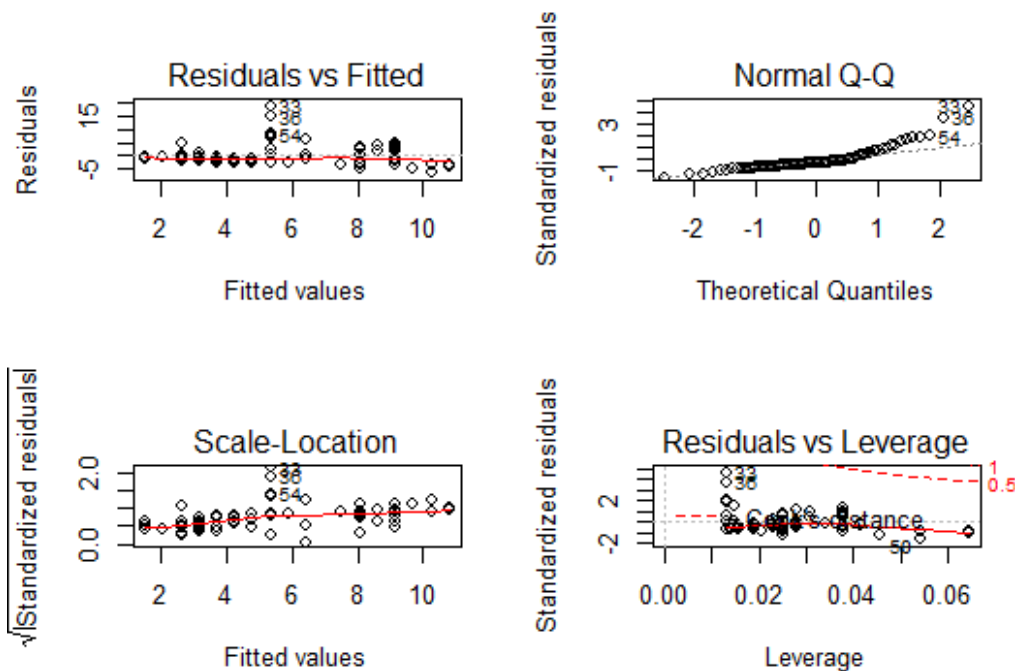 Residuals vs Fitted
Residuals
15
-5
33
36
54
2 4 6 8 10
Fitted values
Normal Q-Q
Standardized residuals
3
-1
33
36
54
-2 -1 0 1 2
Theoretical Quantiles
Scale-Location
√|Standardized residuals|
2.0
0.0
33
36
54
2 4 6 8 10
Fitted values
Residuals vs Leverage
Standardized residuals
2
-2
33
36
Cook's distance
50
1
0.5
0.00 0.02 0.04 0.06
Leverage